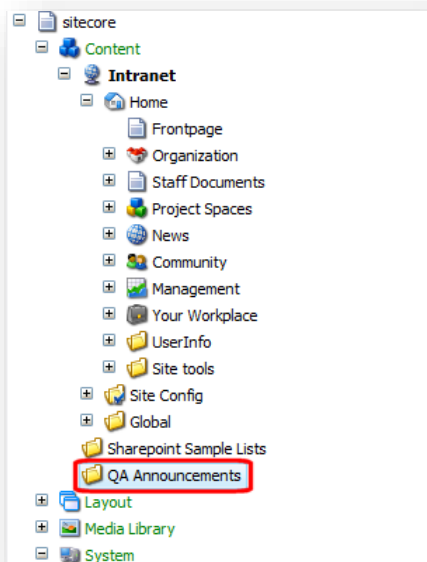 sitecore
Content
Intranet
Home
Frontpage
Organization
Staff Documents
Project Spaces
News
Community
Management
Your Workplace
UserInfo
Site tools
Site Config
Global
Sharepoint Sample Lists
QA Announcements
Layout
Media Library
System